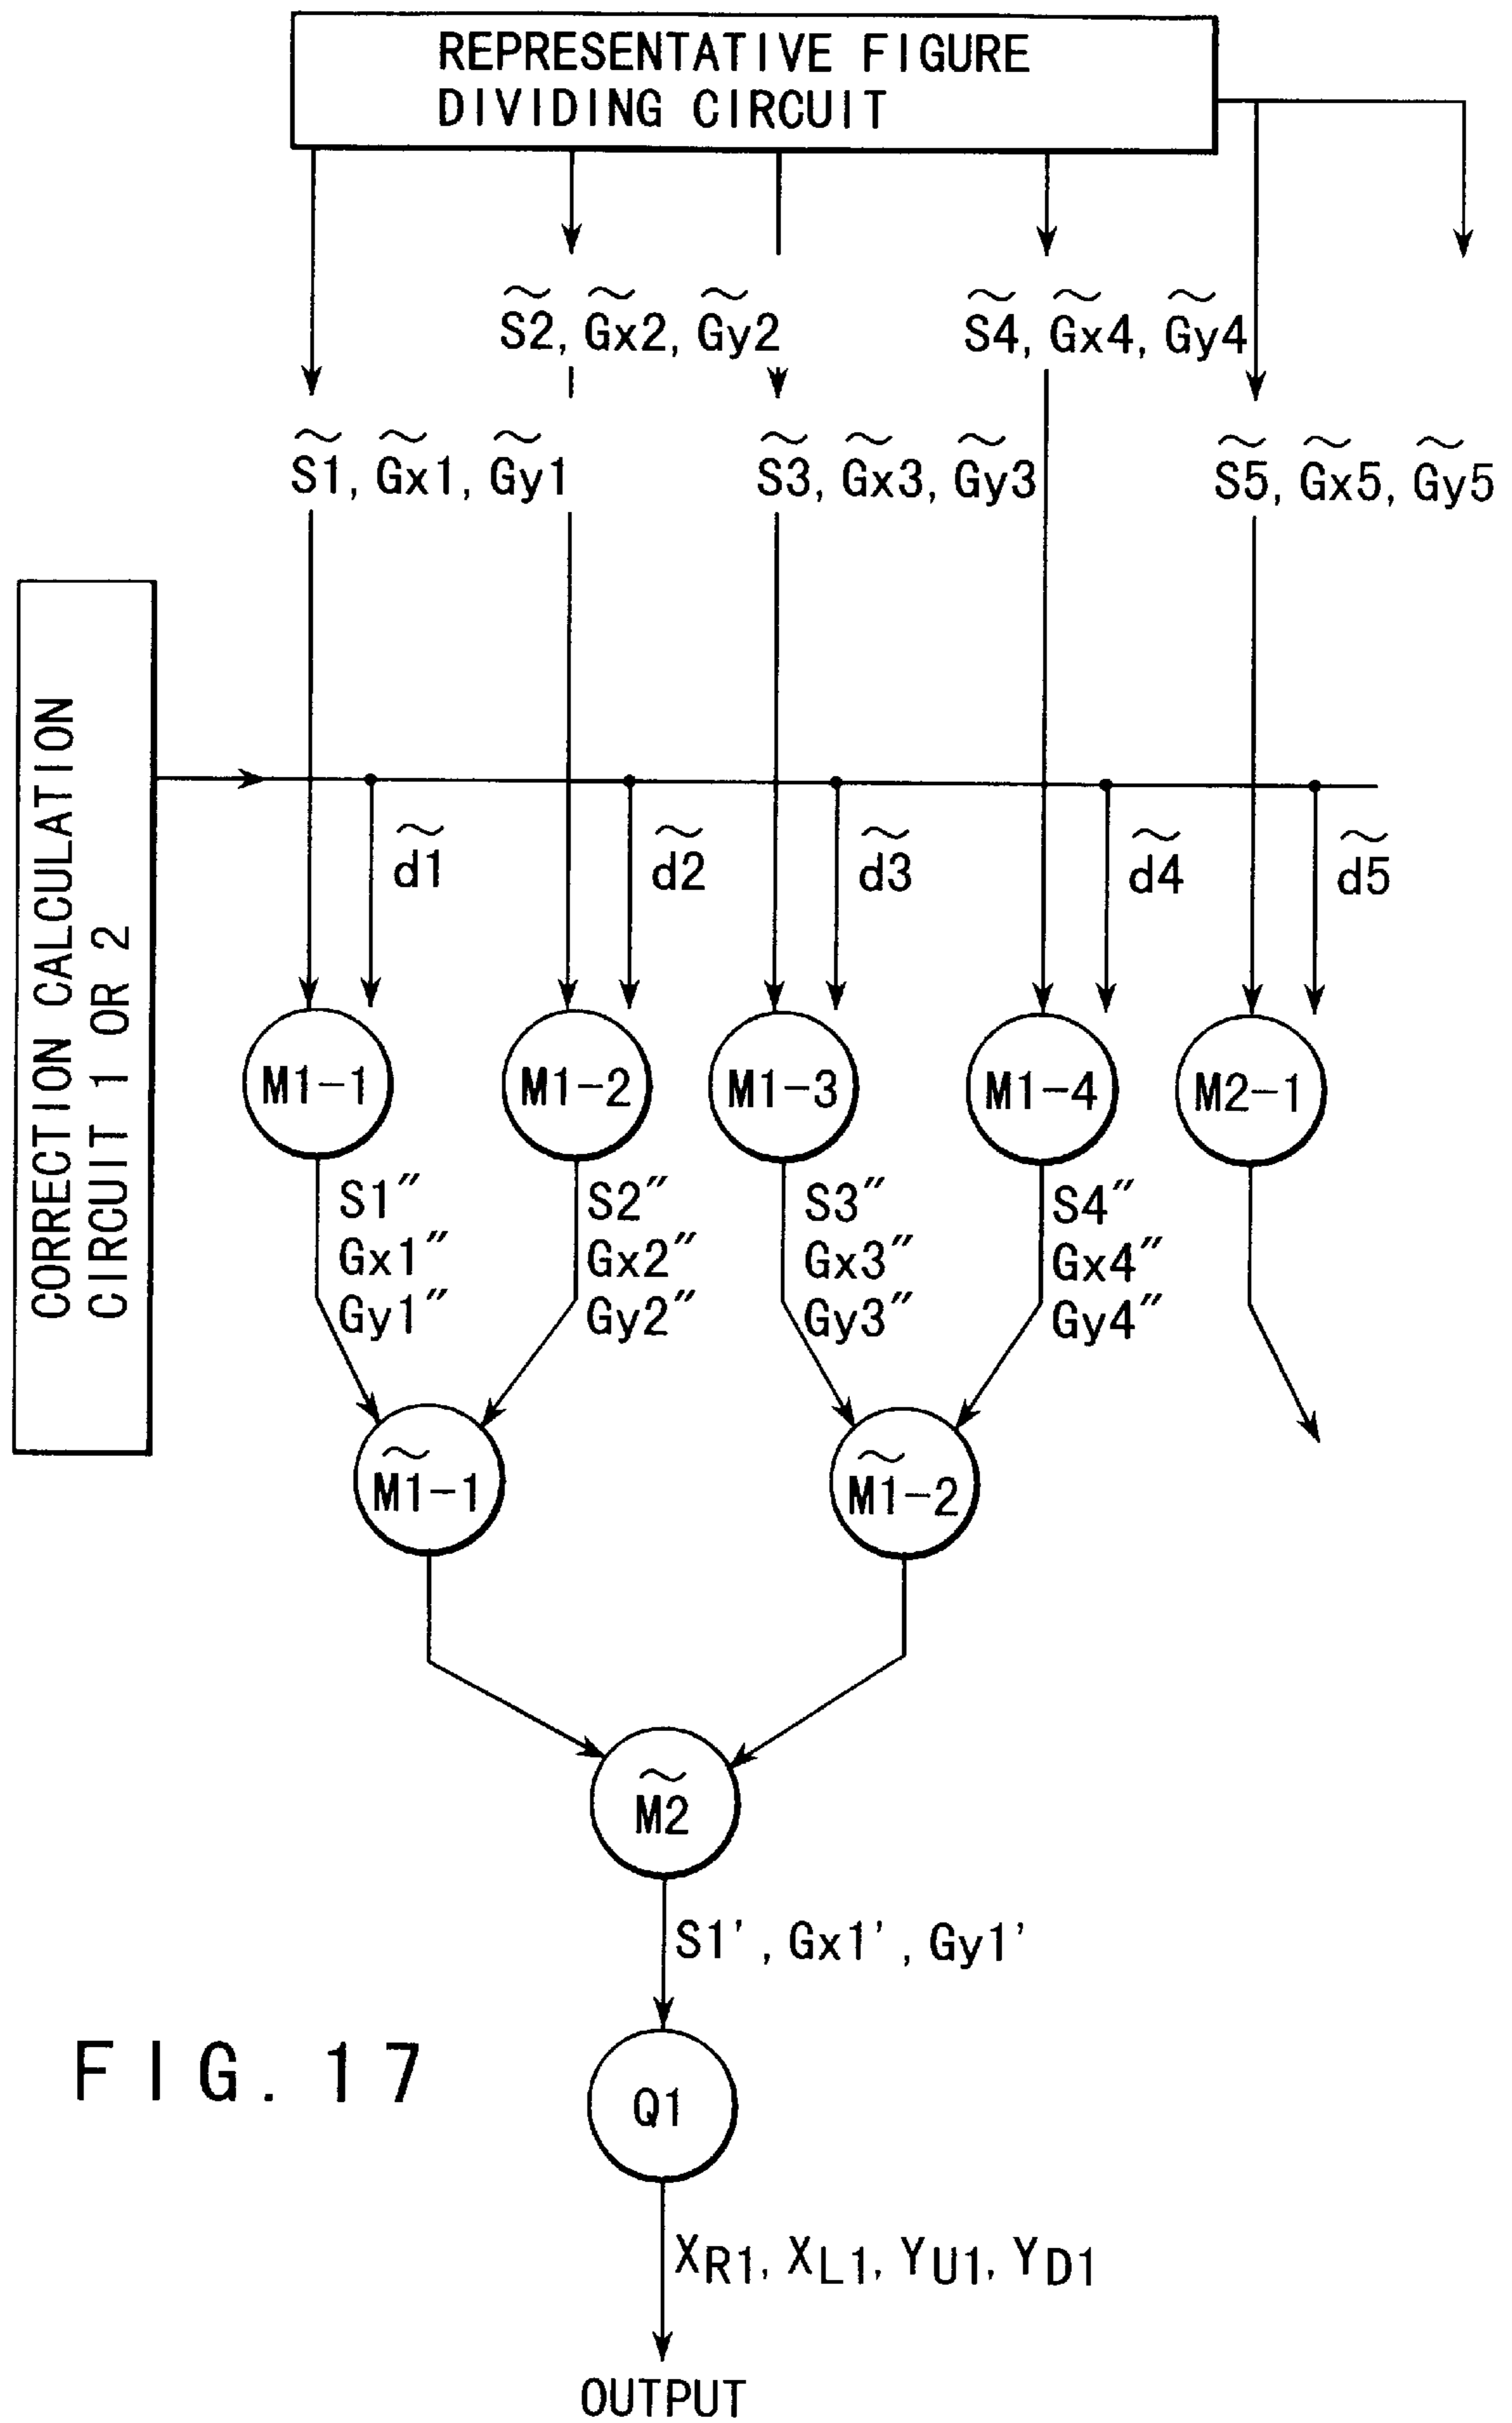 REPRESENTATIVE FIGURE
DIVIDING CIRCUIT
S̃2, G̃x2, G̃y2
S̃4, G̃x4, G̃y4
S̃1, G̃x1, G̃y1
S̃3, G̃x3, G̃y3
S̃5, G̃x5, G̃y5
CORRECTION CALCULATION
CIRCUIT 1 OR 2
d̃1
d̃2
d̃3
d̃4
d̃5
M1-1
M1-2
M1-3
M1-4
M2-1
S1″
Gx1″
Gy1″
S2″
Gx2″
Gy2″
S3″
Gx3″
Gy3″
S4″
Gx4″
Gy4″
M̃1-1
M̃1-2
M̃2
S1', Gx1', Gy1'
FIG. 17
Q1
XR1, XL1, YU1, YD1
OUTPUT